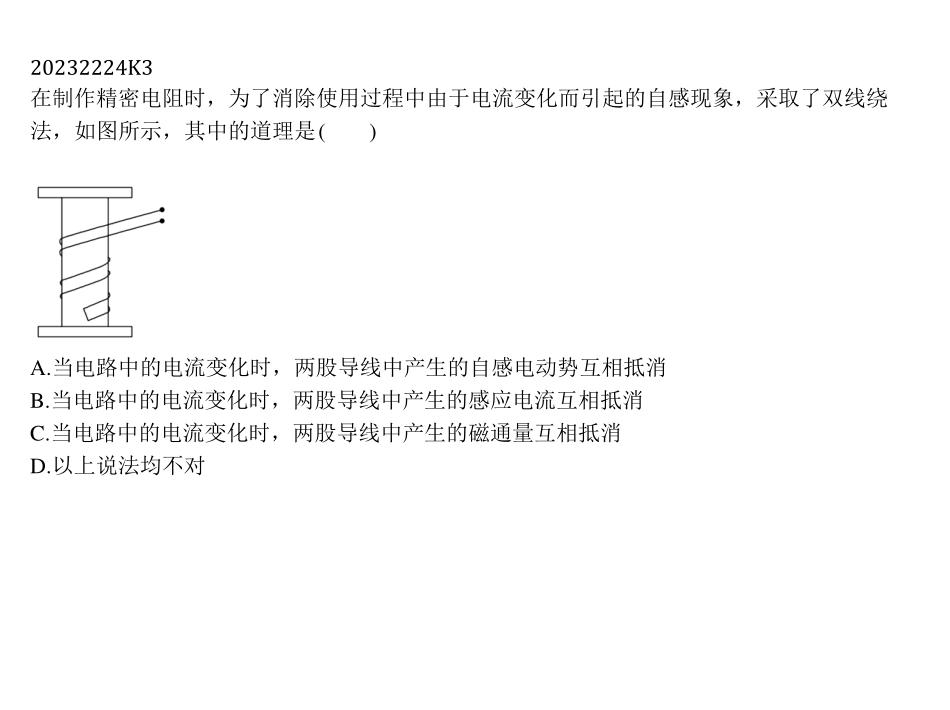 20232224K3
在制作精密电阻时，为了消除使用过程中由于电流变化而引起的自感现象，采取了双线绕
法，如图所示，其中的道理是(　　)
A.当电路中的电流变化时，两股导线中产生的自感电动势互相抵消
B.当电路中的电流变化时，两股导线中产生的感应电流互相抵消
C.当电路中的电流变化时，两股导线中产生的磁通量互相抵消
D.以上说法均不对